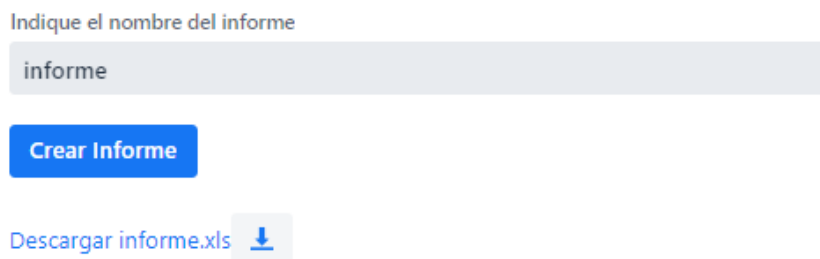 Indique el nombre del informe
informe
Crear Informe
Descargar informe.xls